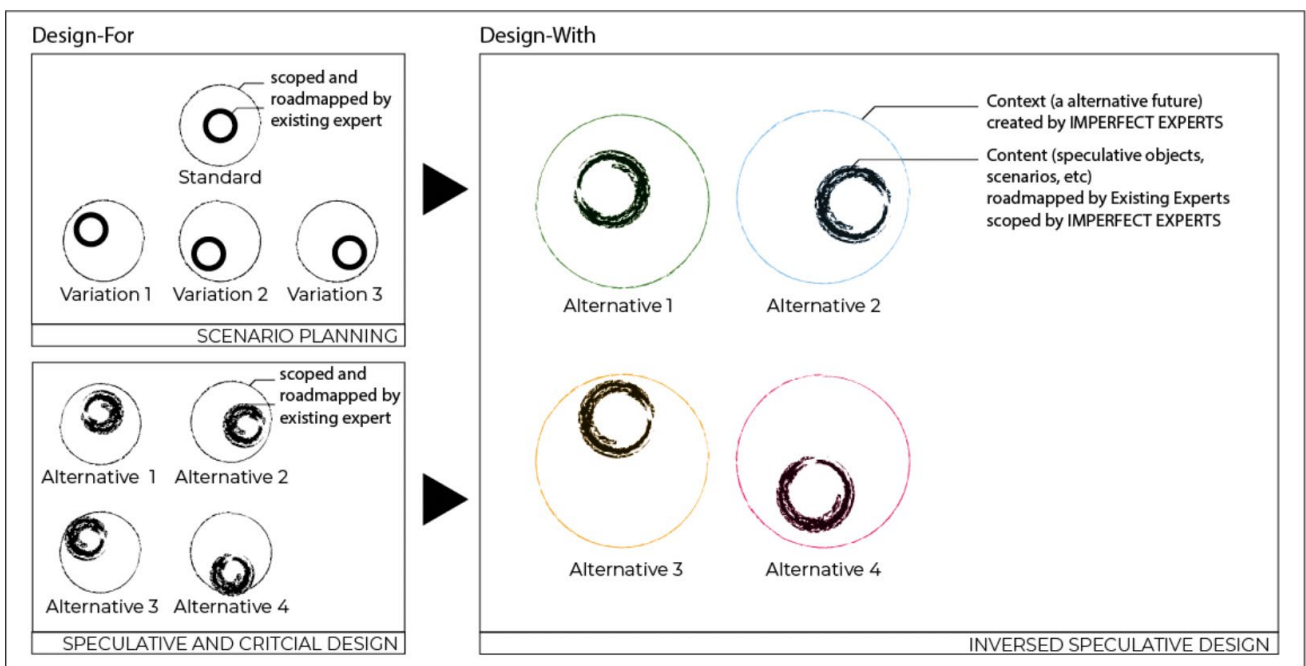 Design-For
scoped and
roadmapped by
existing expert
Standard
Variation 1
Variation 2
Variation 3
SCENARIO PLANNING
scoped and
roadmapped by
existing expert
Alternative 1
Alternative 2
Alternative 3
Alternative 4
SPECULATIVE AND CRITCIAL DESIGN
Design-With
Context (a alternative future)
created by IMPERFECT EXPERTS
Content (speculative objects,
scenarios, etc)
roadmapped by Existing Experts
scoped by IMPERFECT EXPERTS
Alternative 1
Alternative 2
Alternative 3
Alternative 4
INVERSED SPECULATIVE DESIGN